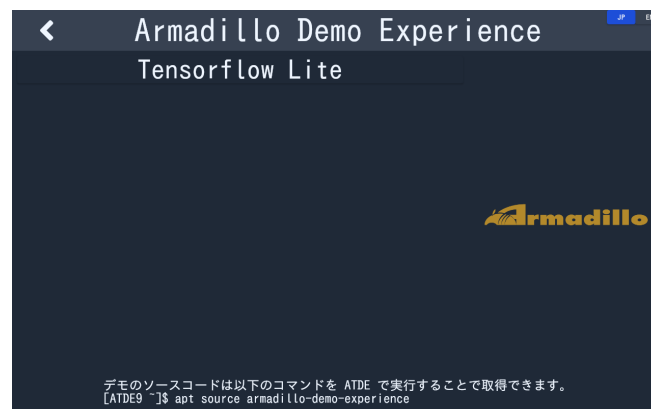 Armadillo Demo Experience
JP
Tensorflow Lite
Armadillo
デモのソースコードは以下のコマンドを ATDE で実行することで取得できます。
[ATDE9 ~]$ apt source armadillo-demo-experience